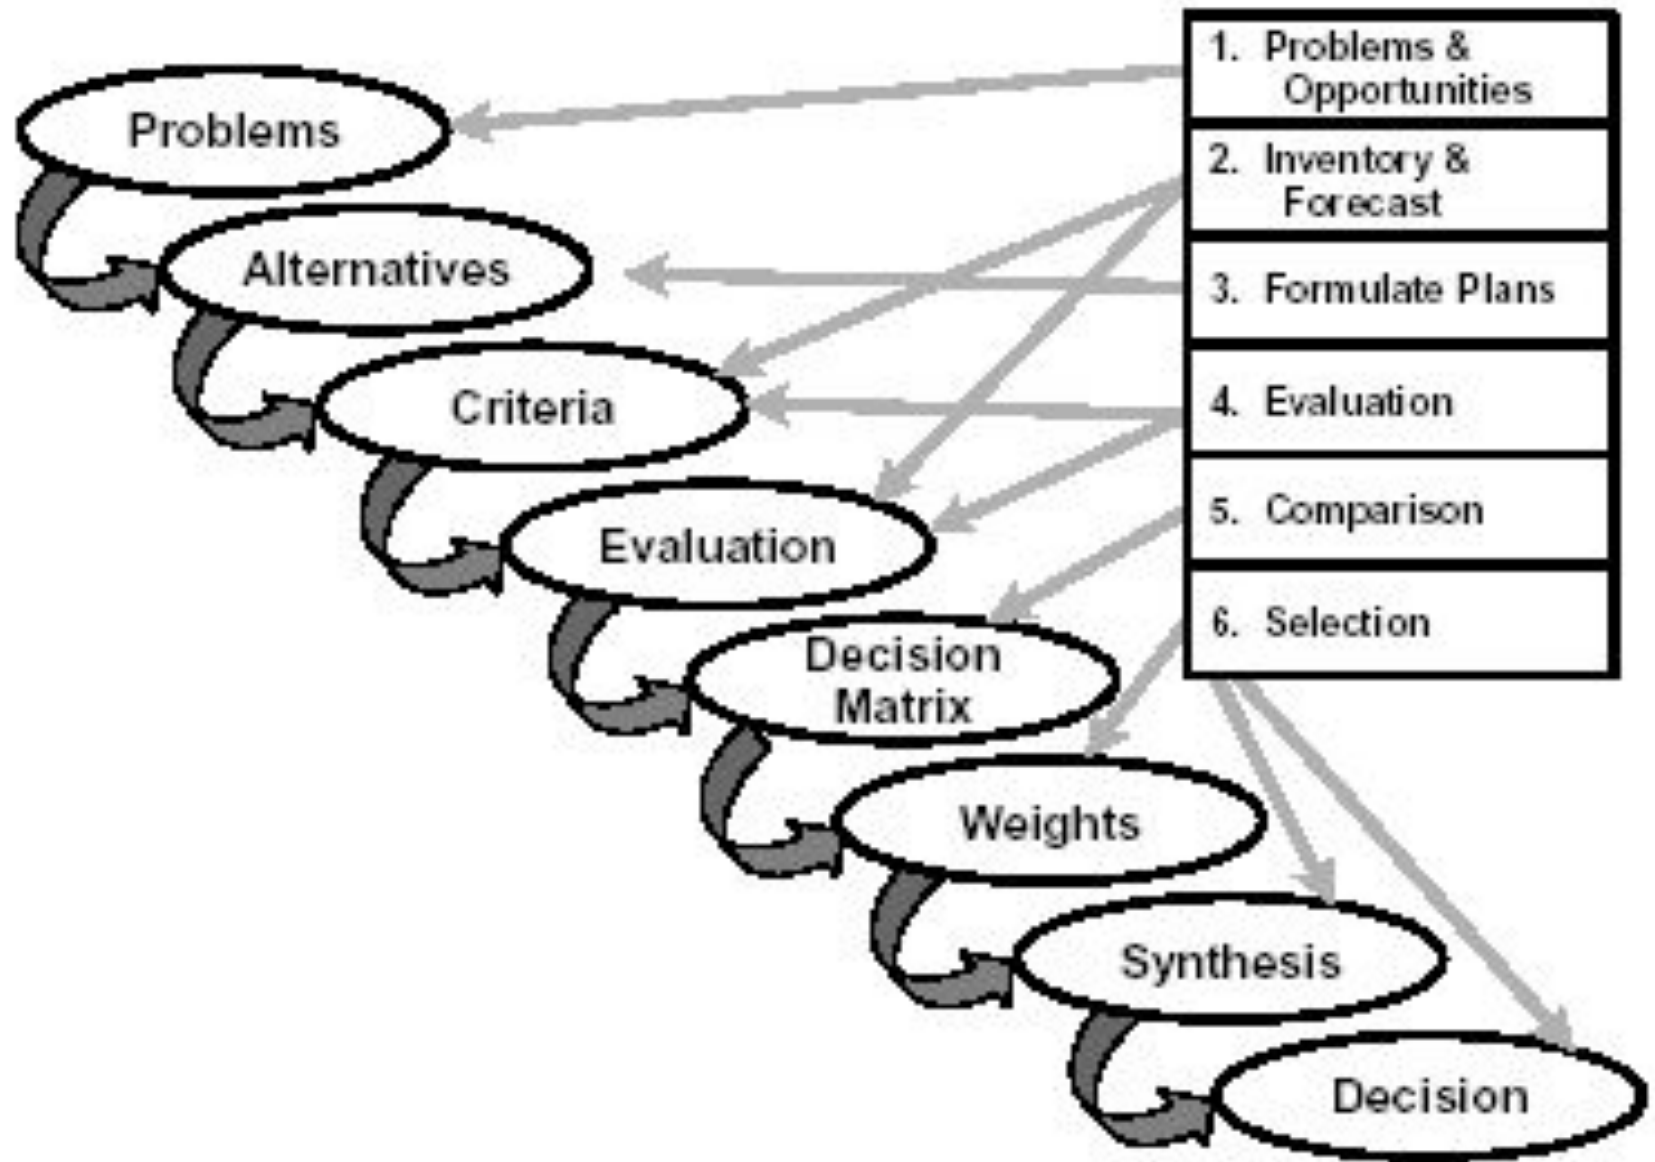 Problems
Alternatives
Criteria
Evaluation
Decision
Matrix
Weights
Synthesis
Decision
1. Problems &
Opportunities
2. Inventory &
Forecast
3. Formulate Plans
4. Evaluation
5. Comparison
6. Selection